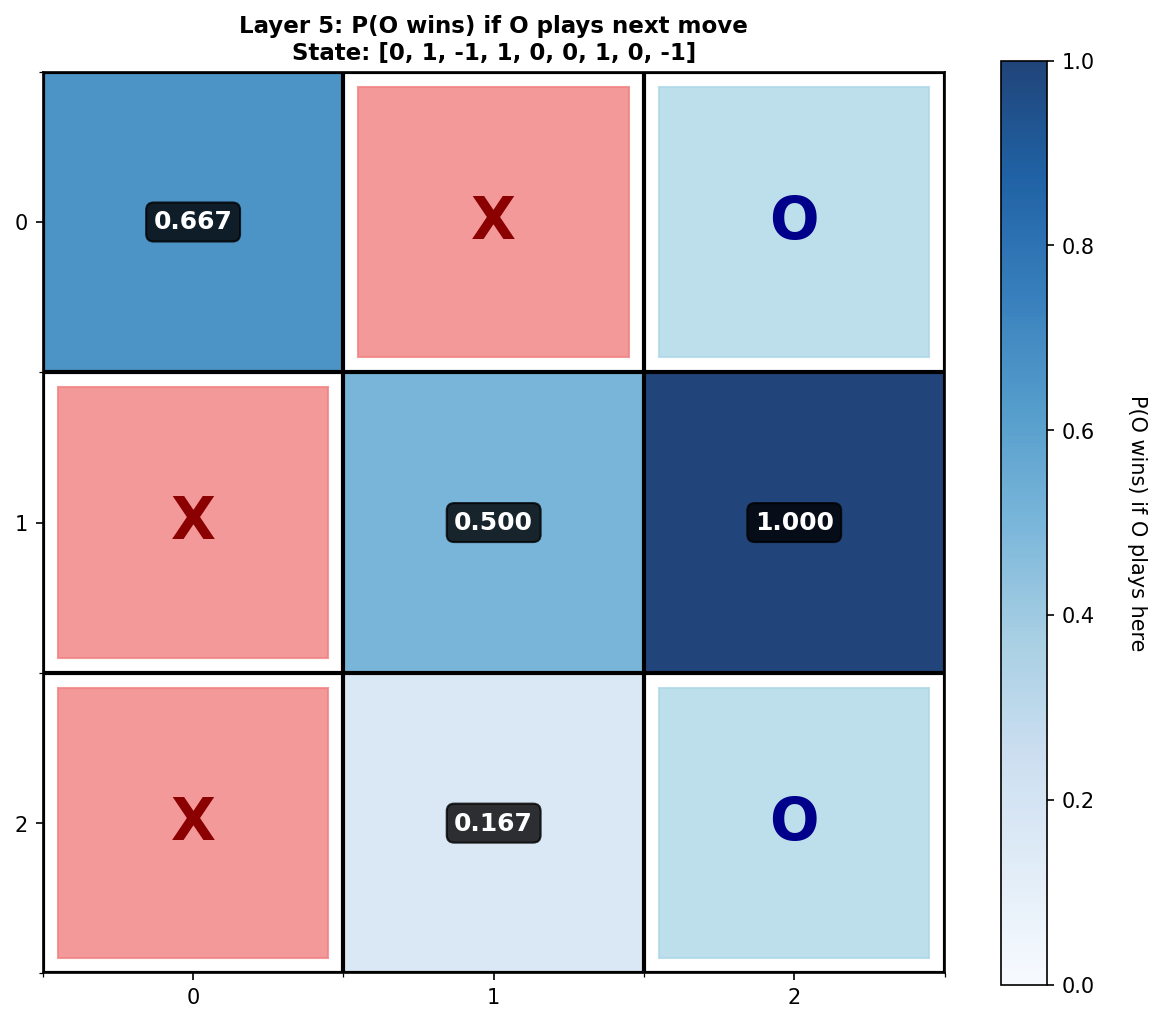 Layer 5: P(O wins) if O plays next move
State: [0, 1, -1, 1, 0, 0, 1, 0, -1]
0.667
X
O
X
0.500
1.000
X
0.167
O
0
1
2
0
1
2
1.0
0.8
0.6
0.4
0.2
0.0
P(O wins) if O plays here